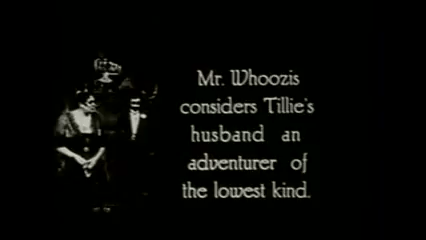 Mr. Whoozis
considers Tillie's
husband an
adventurer of
the lowest kind.